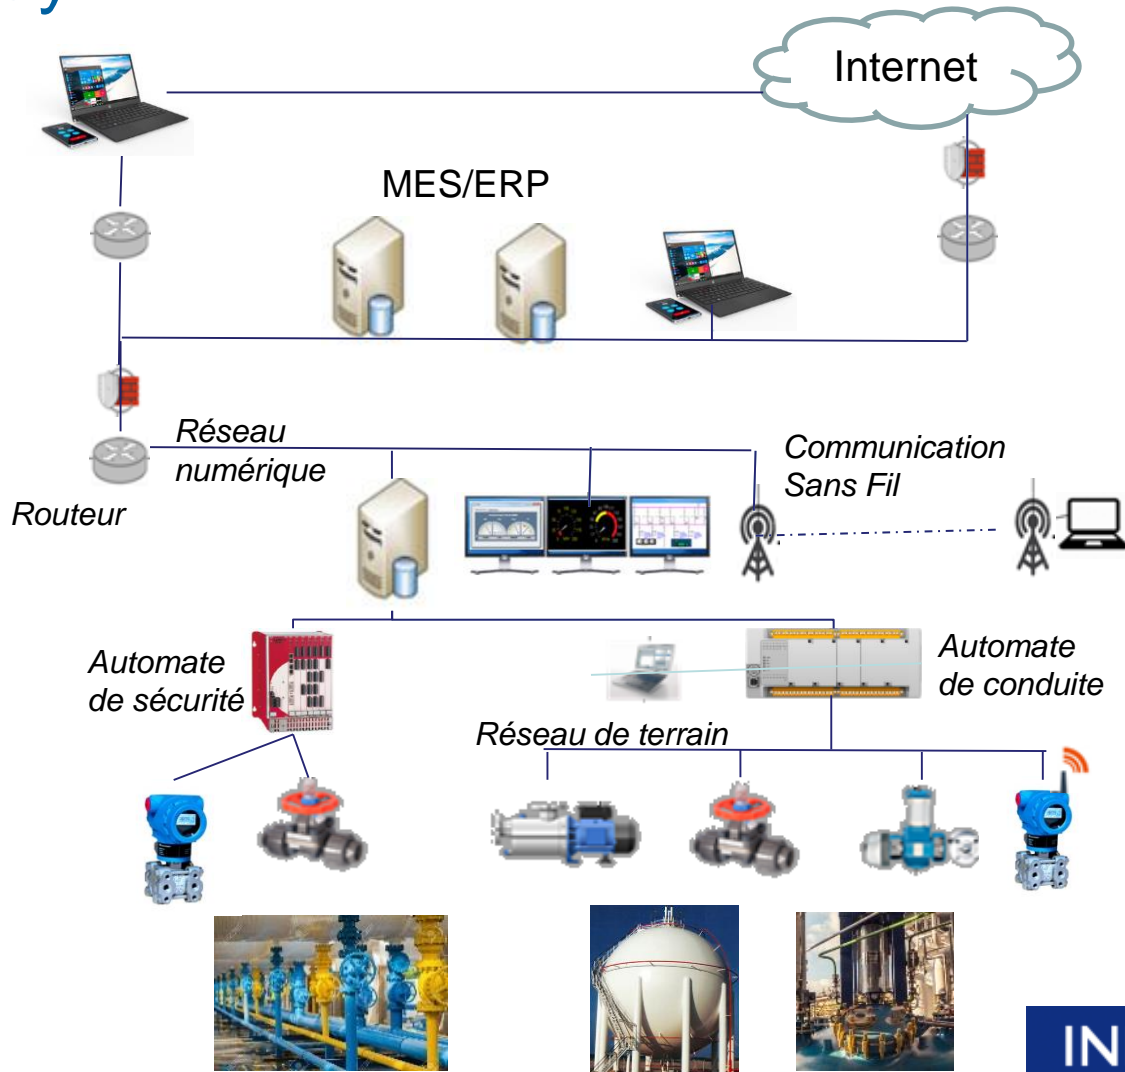 y
Internet
MES/ERP
Réseau
numérique
Communication
Sans Fil
Routeur
Automate
de sécurité
Automate
de conduite
Réseau de terrain
IN